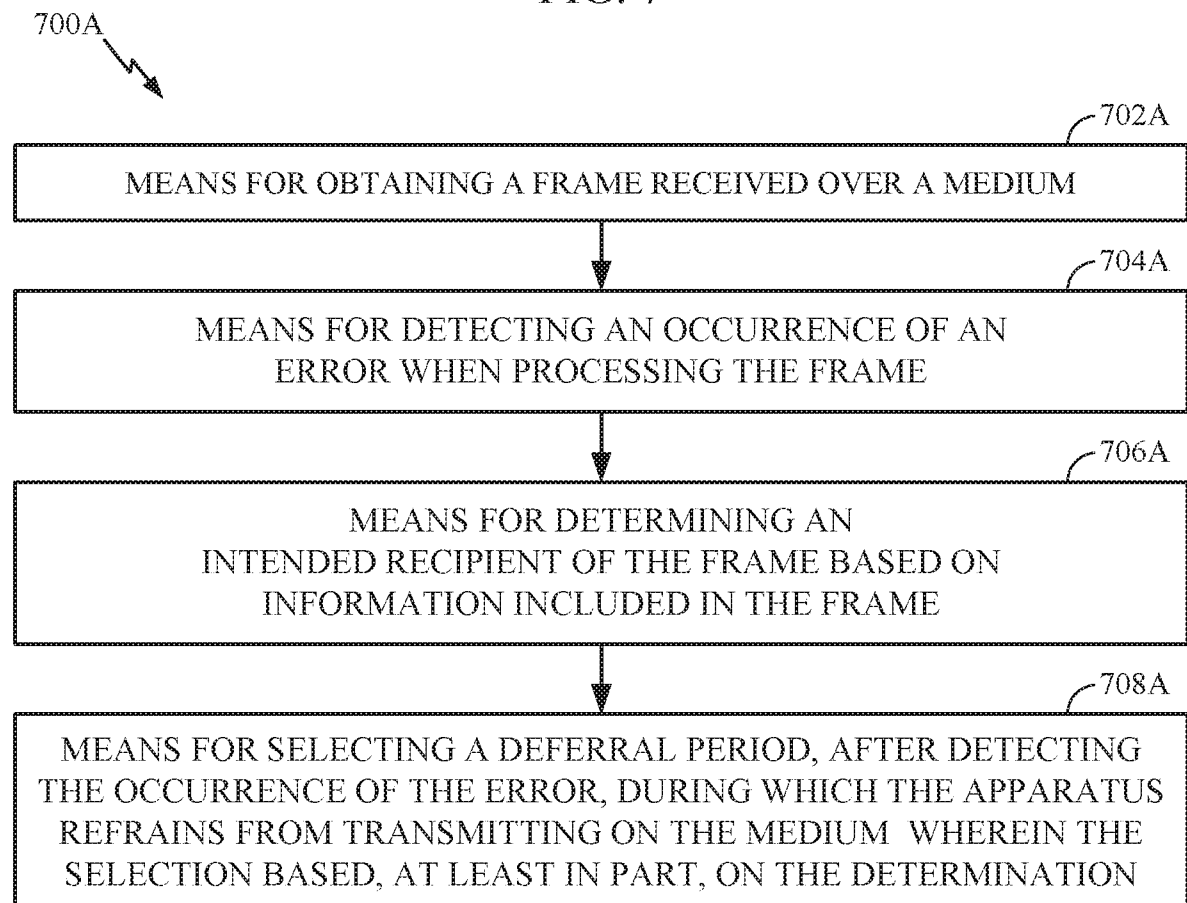 FIG. 7
700A
702A
MEANS FOR OBTAINING A FRAME RECEIVED OVER A MEDIUM
704A
MEANS FOR DETECTING AN OCCURRENCE OF AN
ERROR WHEN PROCESSING THE FRAME
706A
MEANS FOR DETERMINING AN
INTENDED RECIPIENT OF THE FRAME BASED ON
INFORMATION INCLUDED IN THE FRAME
708A
MEANS FOR SELECTING A DEFERRAL PERIOD, AFTER DETECTING
THE OCCURRENCE OF THE ERROR, DURING WHICH THE APPARATUS
REFRAINS FROM TRANSMITTING ON THE MEDIUM WHEREIN THE
SELECTION BASED, AT LEAST IN PART, ON THE DETERMINATION